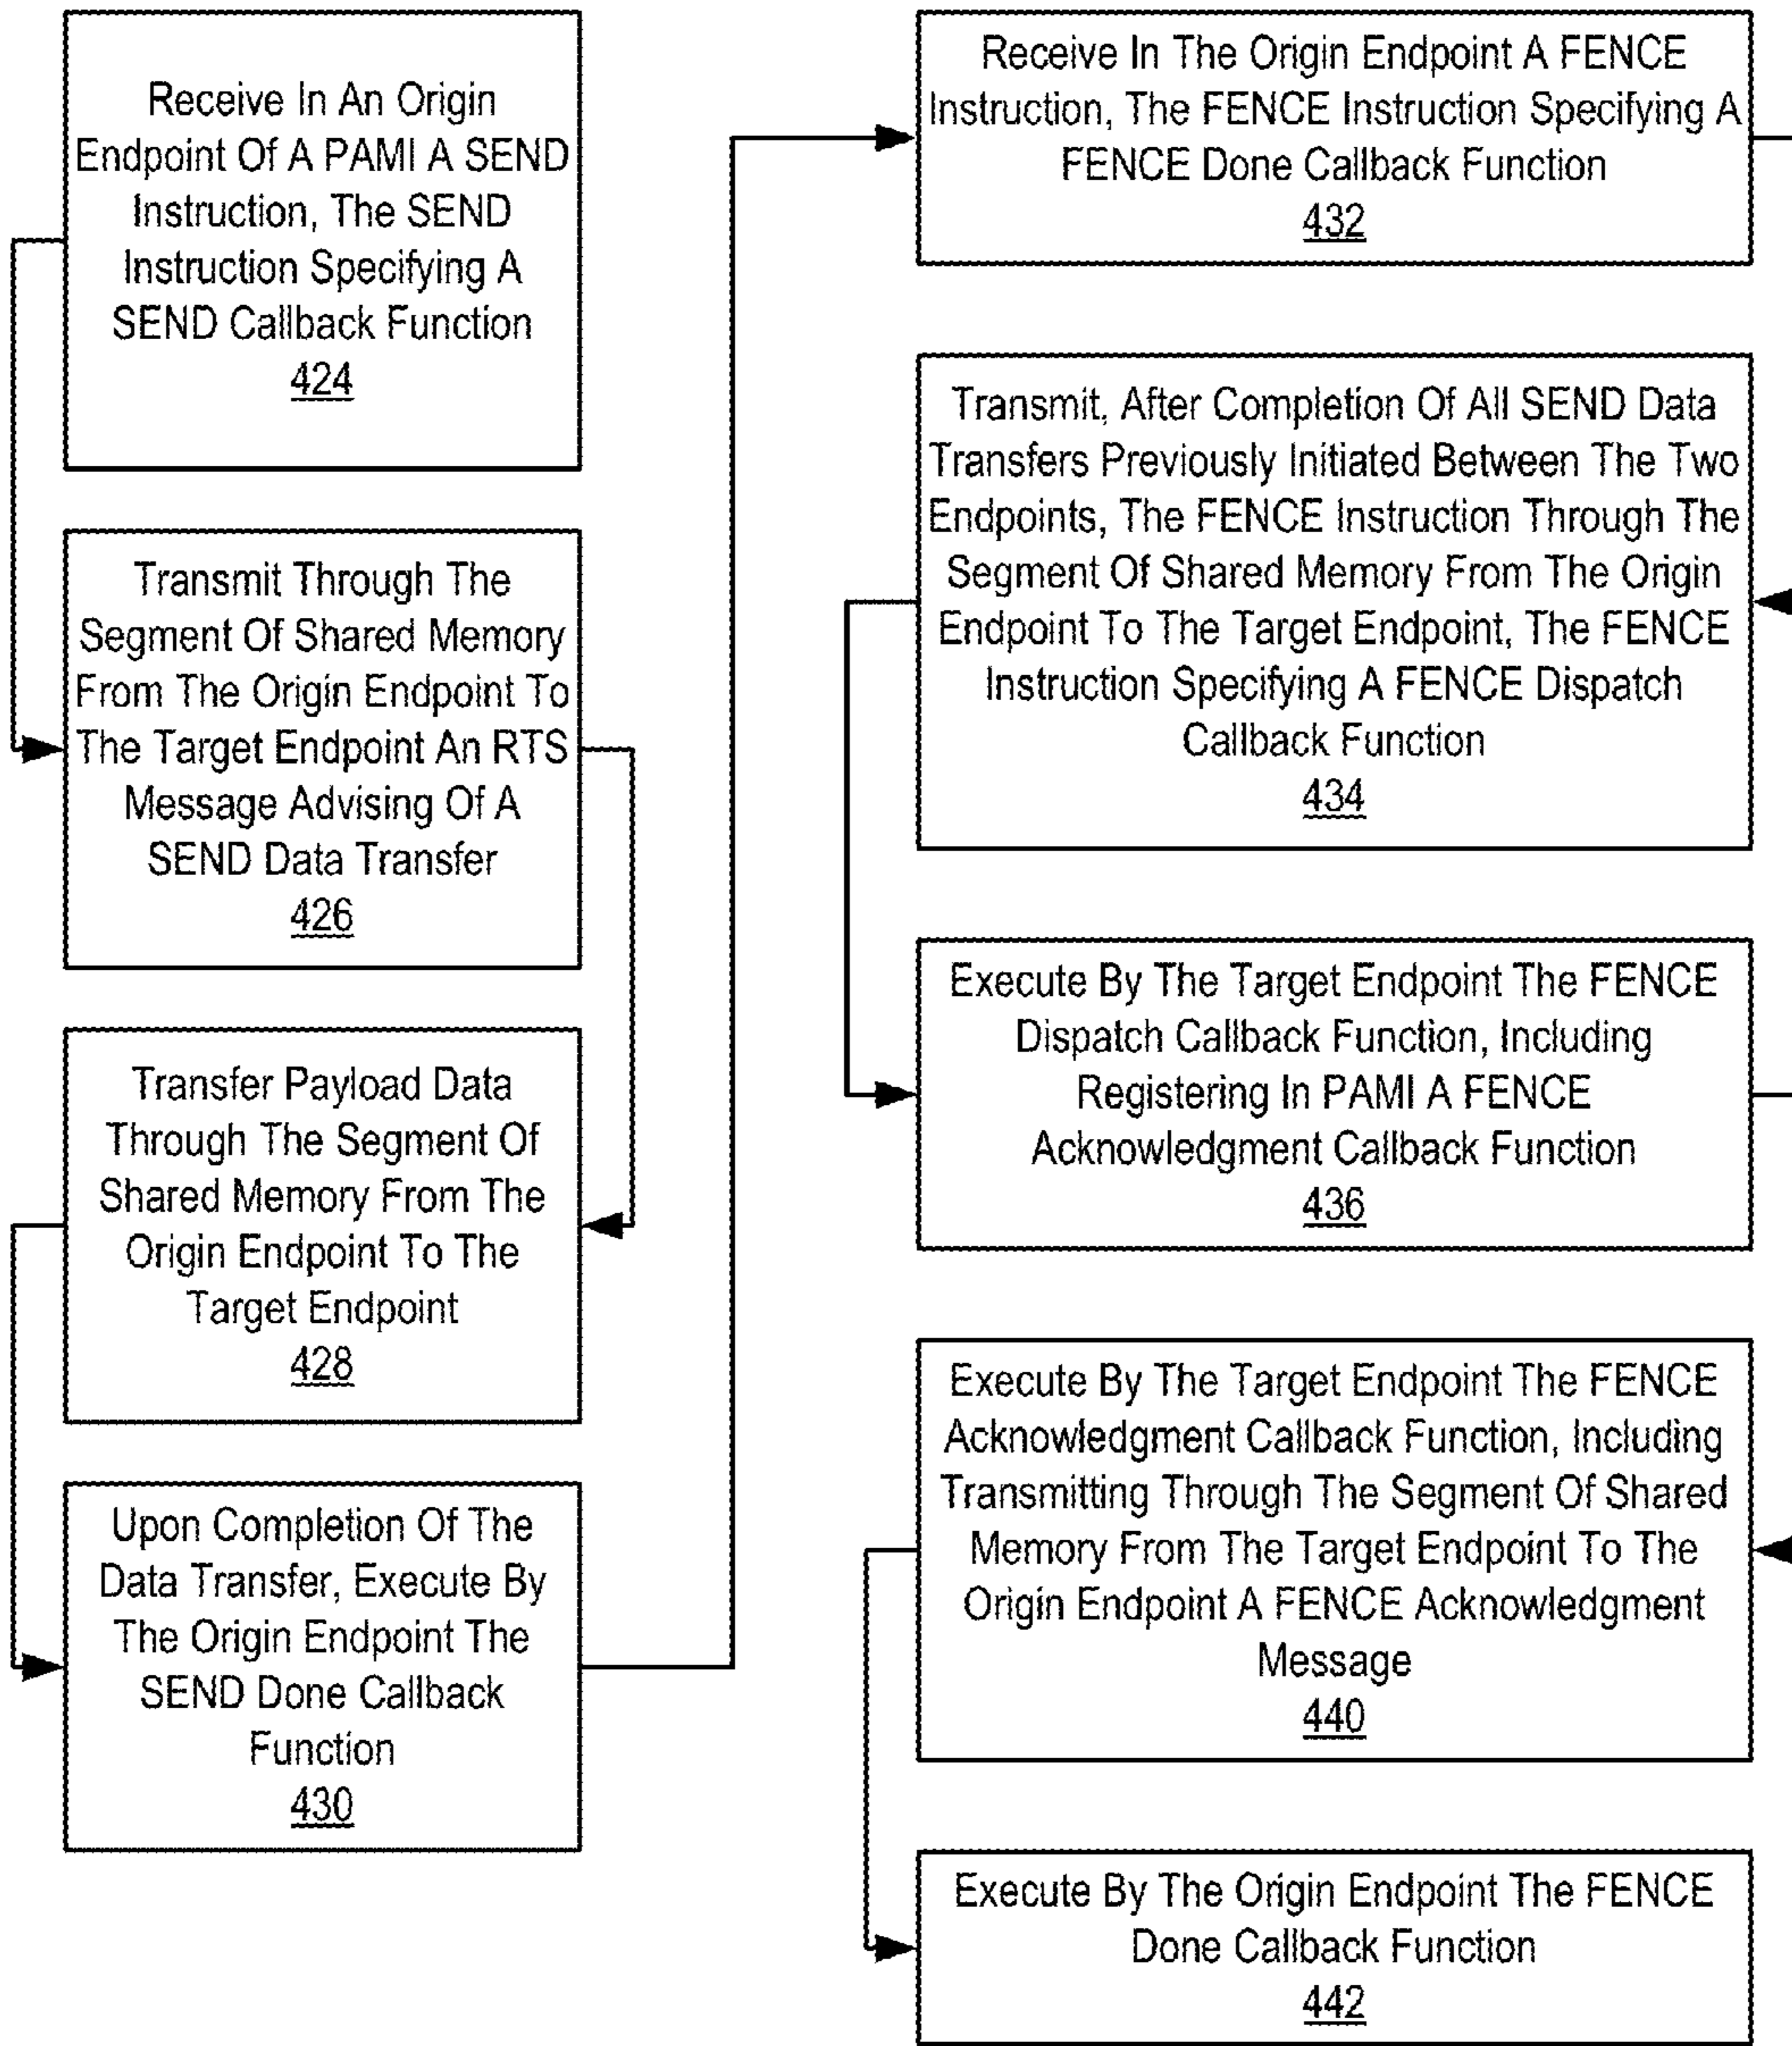 Receive In An Origin
Endpoint Of A PAMI A SEND
Instruction, The SEND
Instruction Specifying A
SEND Callback Function
424
Transmit Through The
Segment Of Shared Memory
From The Origin Endpoint To
The Target Endpoint An RTS
Message Advising Of A
SEND Data Transfer
426
Transfer Payload Data
Through The Segment Of
Shared Memory From The
Origin Endpoint To The
Target Endpoint
428
Upon Completion Of The
Data Transfer, Execute By
The Origin Endpoint The
SEND Done Callback
Function
430
Receive In The Origin Endpoint A FENCE
Instruction, The FENCE Instruction Specifying A
FENCE Done Callback Function
432
Transmit, After Completion Of All SEND Data
Transfers Previously Initiated Between The Two
Endpoints, The FENCE Instruction Through The
Segment Of Shared Memory From The Origin
Endpoint To The Target Endpoint, The FENCE
Instruction Specifying A FENCE Dispatch
Callback Function
434
Execute By The Target Endpoint The FENCE
Dispatch Callback Function, Including
Registering In PAMI A FENCE
Acknowledgment Callback Function
436
Execute By The Target Endpoint The FENCE
Acknowledgment Callback Function, Including
Transmitting Through The Segment Of Shared
Memory From The Target Endpoint To The
Origin Endpoint A FENCE Acknowledgment
Message
440
Execute By The Origin Endpoint The FENCE
Done Callback Function
442